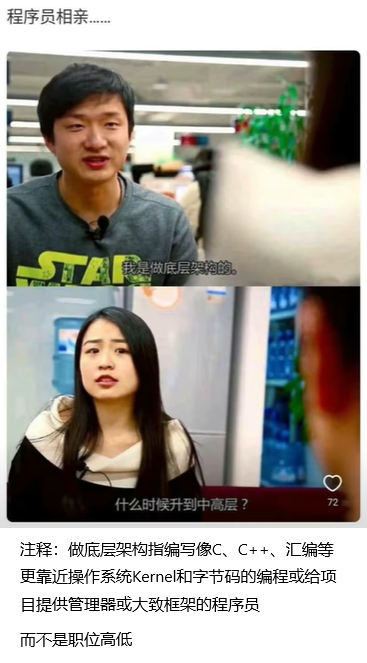 程序员相亲......
STAR
我是做底层架构的。
什么时候升到中高层？
72
注释：做底层架构指编写像C、C++、汇编等
更靠近操作系统Kernel和字节码的编程或给项
目提供管理器或大致框架的程序员
而不是职位高低